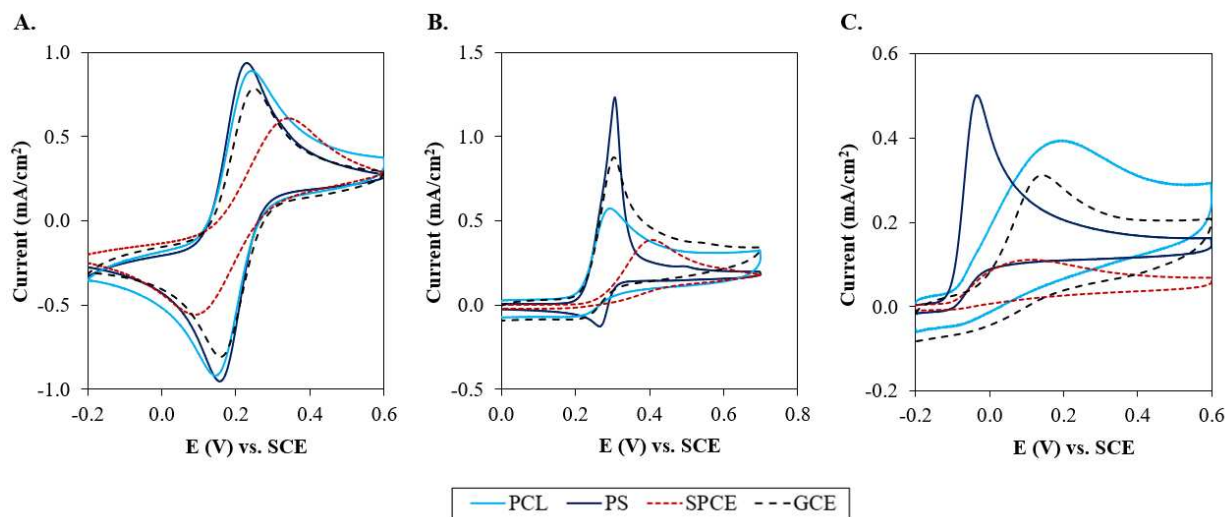 A.
Current (mA/cm²)
1.0
0.5
0.0
-0.5
-1.0
-0.2 0.0 0.2 0.4 0.6
E (V) vs. SCE
B.
Current (mA/cm²)
1.5
1.0
0.5
0.0
-0.5
0.0 0.2 0.4 0.6 0.8
E (V) vs. SCE
C.
Current (mA/cm²)
0.6
0.4
0.2
0.0
-0.2
-0.2 0.0 0.2 0.4 0.6
E (V) vs. SCE
PCL PS SPCE GCE